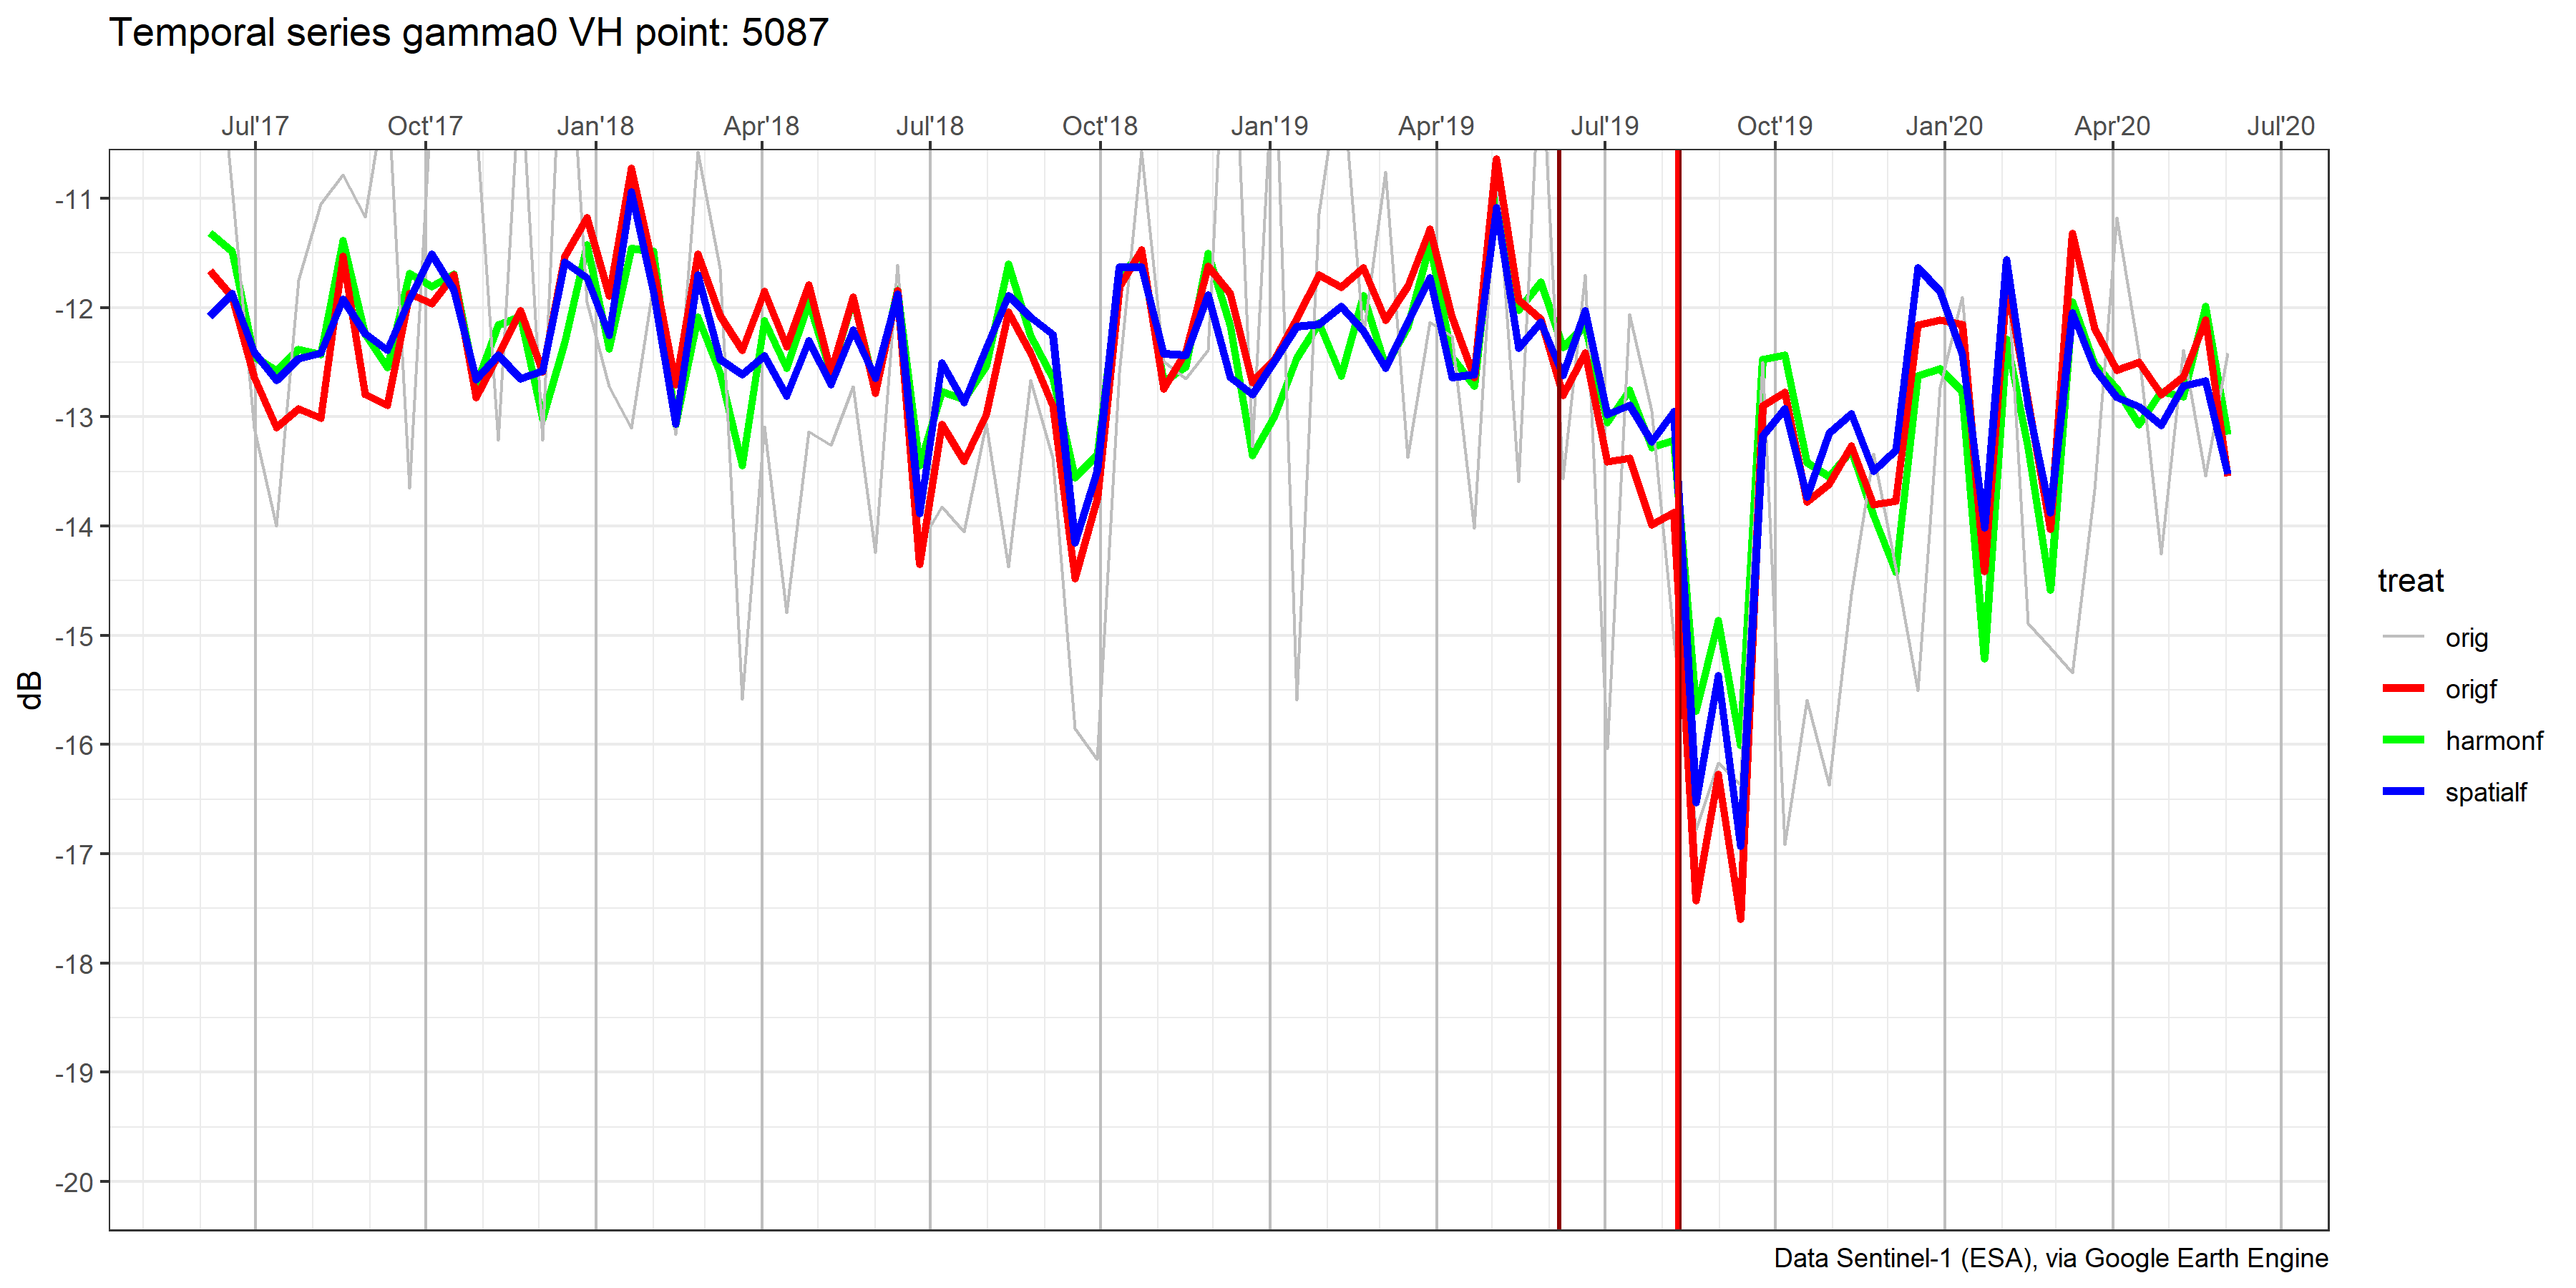 Temporal series gamma0 VH point: 5087
Jul'17 Oct'17 Jan'18 Apr'18 Jul'18 Oct'18 Jan'19 Apr'19 Jul'19 Oct'19 Jan'20 Apr'20 Jul'20
-11
-12
-13
-14
-15
-16
-17
-18
-19
-20
dB
treat
orig
origf
harmonf
spatialf
Data Sentinel-1 (ESA), via Google Earth Engine